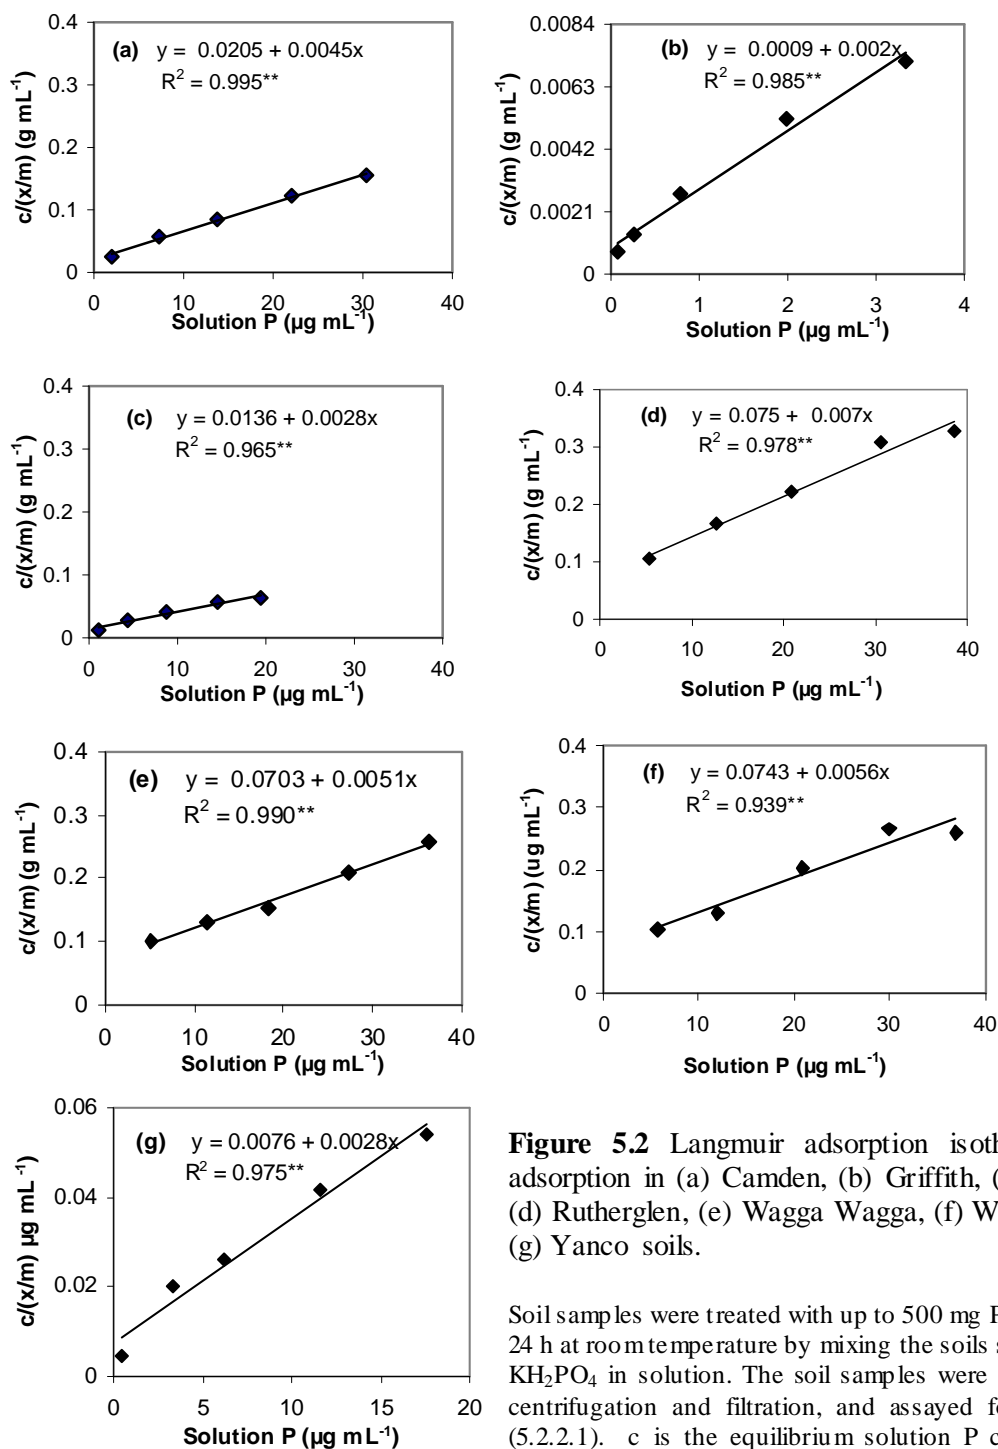 (a) y = 0.0205 + 0.0045x
R² = 0.995**
c/(x/m) (g mL⁻¹)
0.4
0.3
0.2
0.1
0
0 10 20 30 40
Solution P (µg mL⁻¹)
(b) y = 0.0009 + 0.002x
R² = 0.985**
c/(x/m) (g mL⁻¹)
0.0084
0.0063
0.0042
0.0021
0
0 1 2 3 4
Solution P (µg mL⁻¹)
(c) y = 0.0136 + 0.0028x
R² = 0.965**
c/(x/m) (g mL⁻¹)
0.4
0.3
0.2
0.1
0
0 10 20 30 40
Solution P (µg mL⁻¹)
(d) y = 0.075 + 0.007x
R² = 0.978**
c/(x/m) (g mL⁻¹)
0.4
0.3
0.2
0.1
0
0 10 20 30 40
Solution P (µg mL⁻¹)
(e) y = 0.0703 + 0.0051x
R² = 0.990**
c/(x/m) (g mL⁻¹)
0.4
0.3
0.2
0.1
0
0 10 20 30 40
Solution P (µg mL⁻¹)
(f) y = 0.0743 + 0.0056x
R² = 0.939**
c/(x/m) (ug mL⁻¹)
0.4
0.3
0.2
0.1
0
0 10 20 30 40
Solution P (µg mL⁻¹)
(g) y = 0.0076 + 0.0028x
R² = 0.975**
c/(x/m) µg mL⁻¹)
0.06
0.04
0.02
0
0 5 10 15 20
Solution P (µg mL⁻¹)
Figure 5.2 Langmuir adsorption isoth
adsorption in (a) Camden, (b) Griffith, (
(d) Rutherglen, (e) Wagga Wagga, (f) W
(g) Yanco soils.
Soil samples were treated with up to 500 mg P
24 h at room temperature by mixing the soils s
KH₂PO₄ in solution. The soil samples were
centrifugation and filtration, and assayed fo
(5.2.2.1). c is the equilibrium solution P c